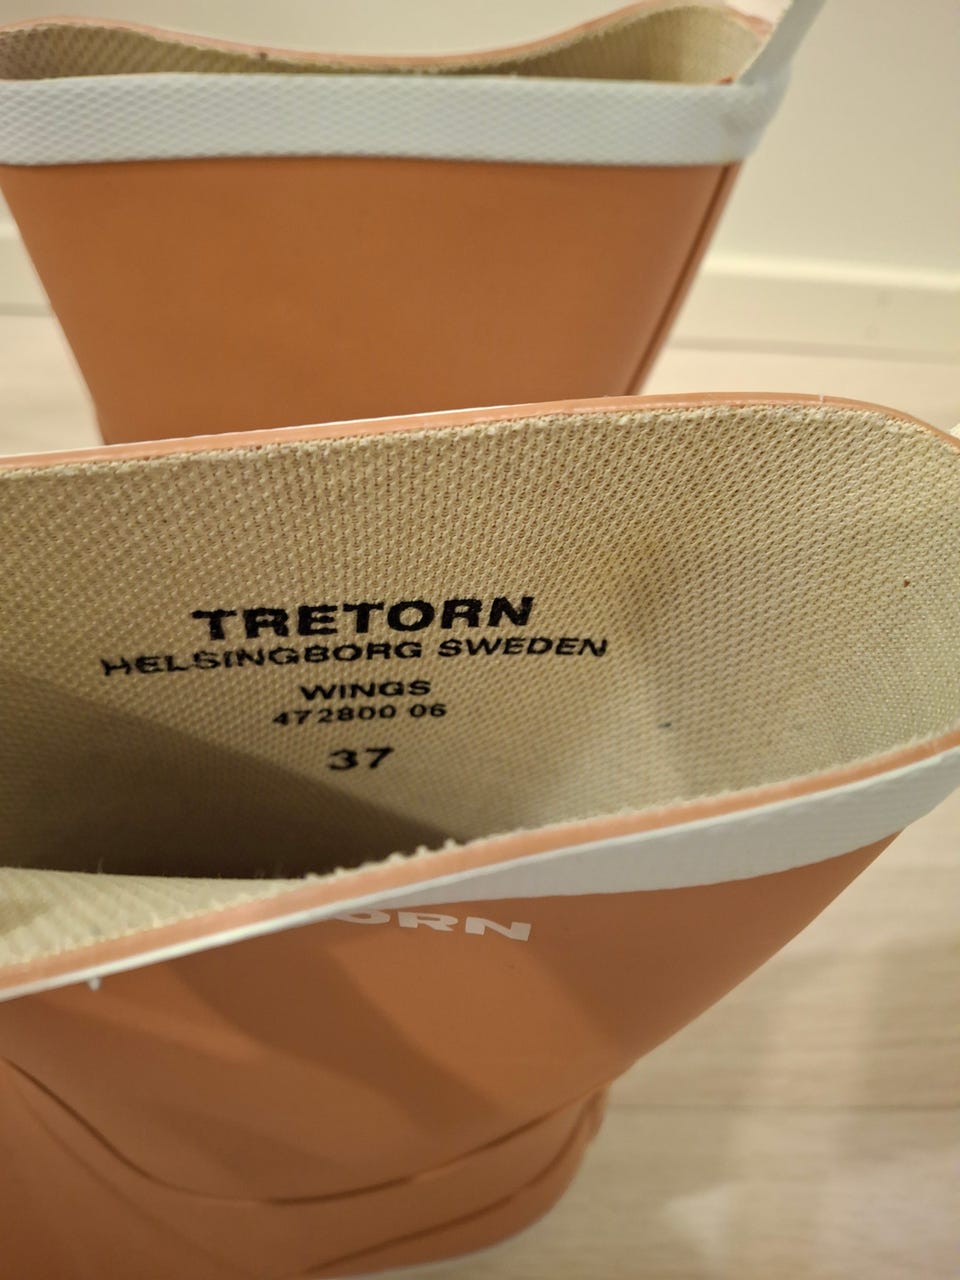 TRETORN
HELSINGBORG SWEDEN
WINGS
472800 06
37
ORN